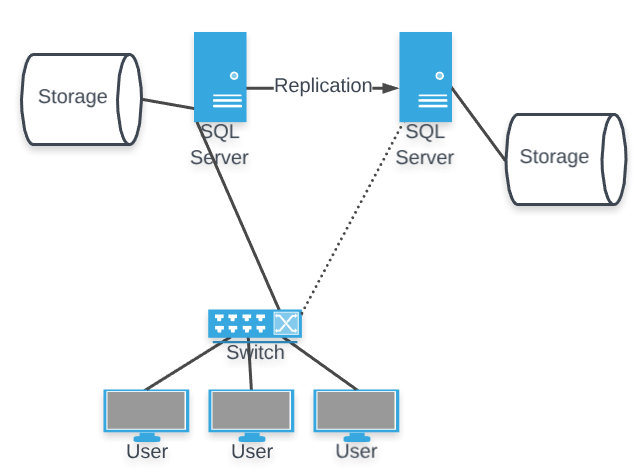 Storage
Replication
SQL
Server
SQL
Server
Storage
Switch
User
User
User